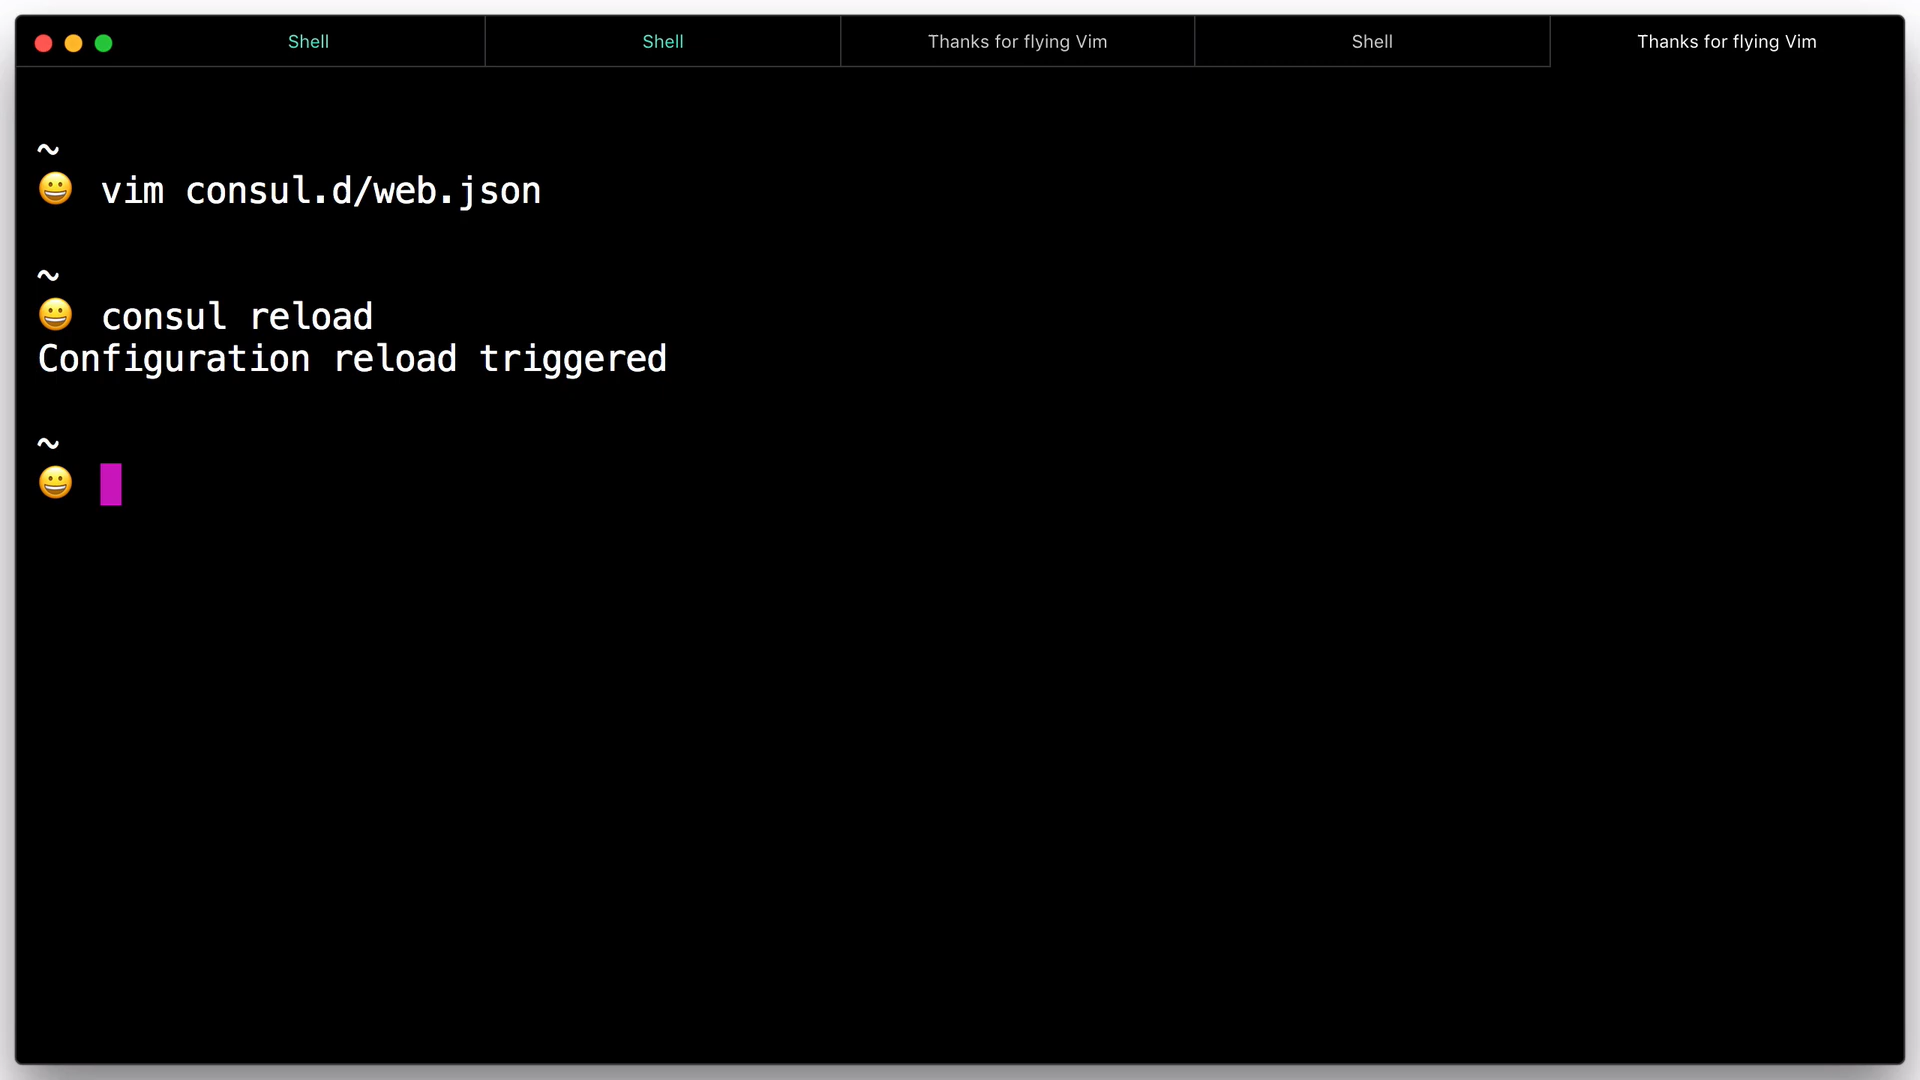 Shell Shell Thanks for flying Vim Shell Thanks for flying Vim
~
😀 vim consul.d/web.json
~
😀 consul reload
Configuration reload triggered
~
😀